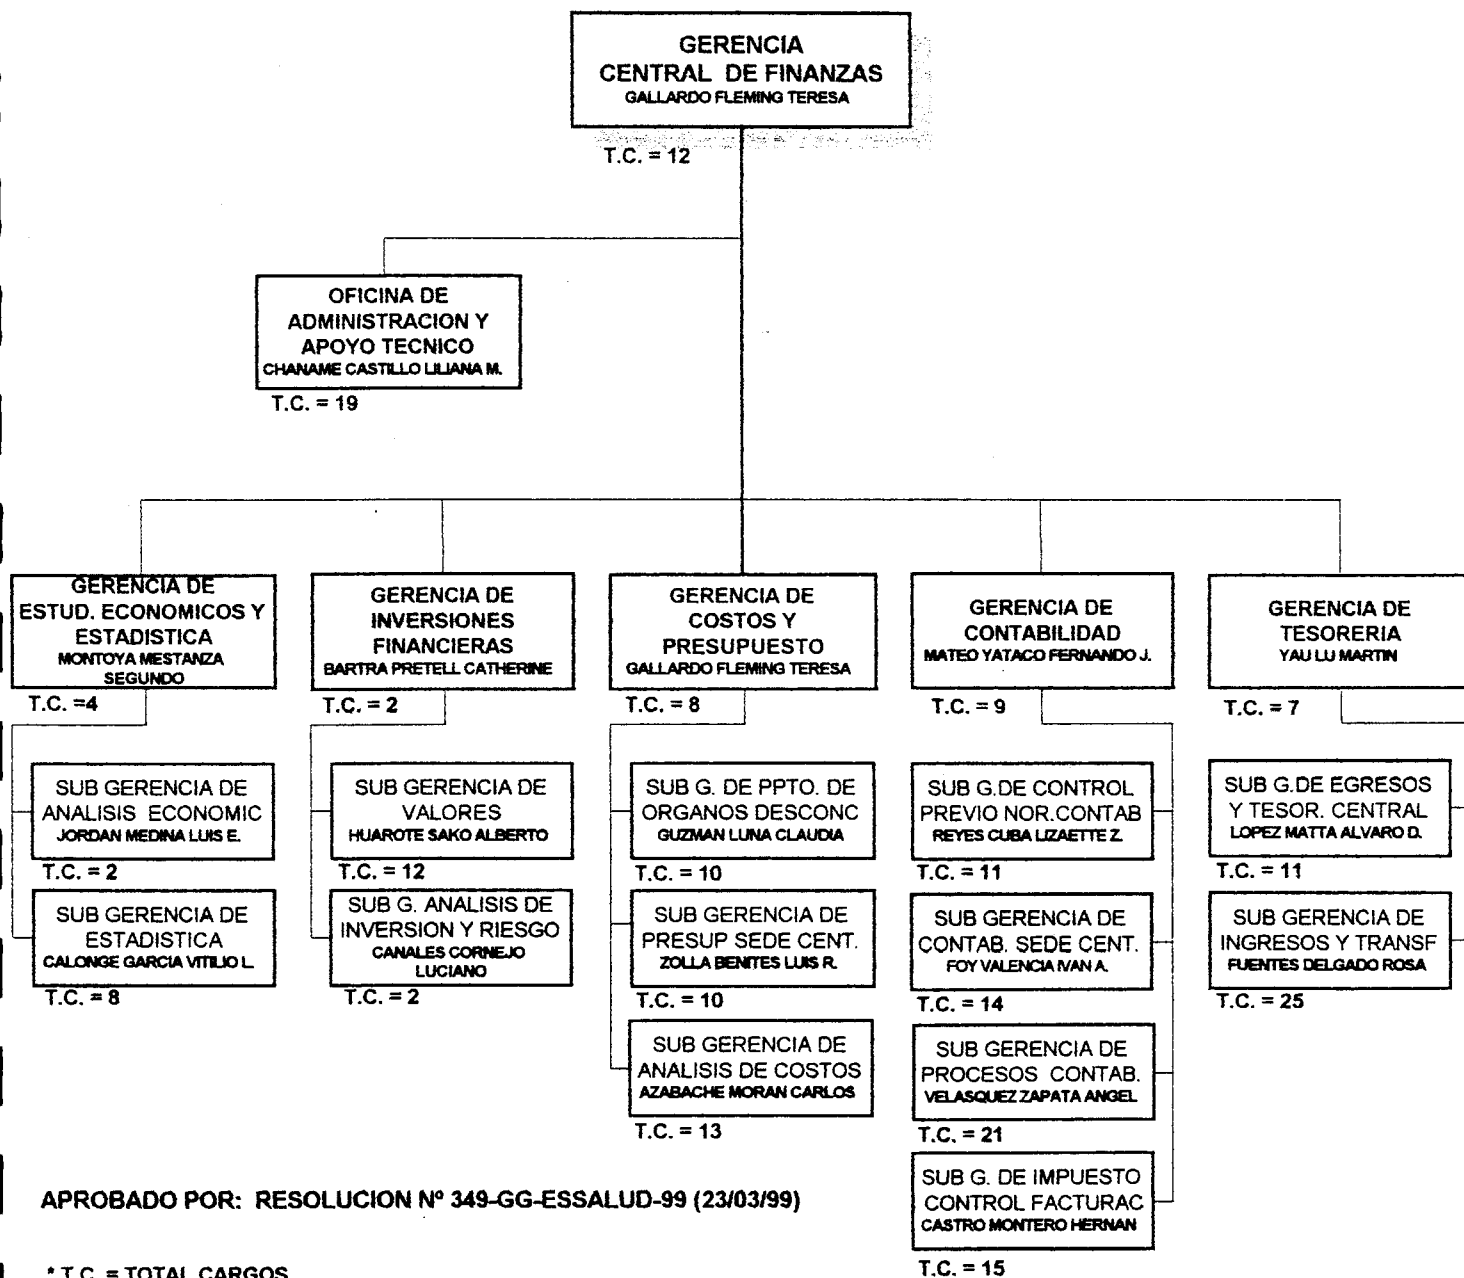 GERENCIA
CENTRAL DE FINANZAS
GALLARDO FLEMING TERESA
T.C. = 12
OFICINA DE
ADMINISTRACION Y
APOYO TECNICO
CHANAME CASTILLO LILIANA M.
T.C. = 19
GERENCIA DE
ESTUD. ECONOMICOS Y
ESTADISTICA
MONTOYA MESTANZA
SEGUNDO
T.C. =4
GERENCIA DE
INVERSIONES
FINANCIERAS
BARTRA PRETELL CATHERINE
T.C. = 2
GERENCIA DE
COSTOS Y
PRESUPUESTO
GALLARDO FLEMING TERESA
T.C. = 8
GERENCIA DE
CONTABILIDAD
MATEO YATACO FERNANDO J.
T.C. = 9
GERENCIA DE
TESORERIA
YAU LU MARTIN
T.C. = 7
SUB GERENCIA DE
ANALISIS ECONOMIC
JORDAN MEDINA LUIS E.
T.C. = 2
SUB GERENCIA DE
ESTADISTICA
CALONGE GARCIA VITILIO L.
T.C. = 8
SUB GERENCIA DE
VALORES
HUAROTE SAKO ALBERTO
T.C. = 12
SUB G. ANALISIS DE
INVERSION Y RIESGO
CANALES CORNEJO
LUCIANO
T.C. = 2
SUB G. DE PPTO. DE
ORGANOS DESCONC
GUZMAN LUNA CLAUDIA
T.C. = 10
SUB GERENCIA DE
PRESUP SEDE CENT.
ZOLLA BENITES LUIS R.
T.C. = 10
SUB GERENCIA DE
ANALISIS DE COSTOS
AZABACHE MORAN CARLOS
T.C. = 13
SUB G.DE CONTROL
PREVIO NOR.CONTAB
REYES CUBA LIZAETTE Z.
T.C. = 11
SUB GERENCIA DE
CONTAB. SEDE CENT.
FOY VALENCIA IVAN A.
T.C. = 14
SUB GERENCIA DE
PROCESOS CONTAB.
VELASQUEZ ZAPATA ANGEL
T.C. = 21
SUB G. DE IMPUESTO
CONTROL FACTURAC
CASTRO MONTERO HERNAN
T.C. = 15
SUB G.DE EGRESOS
Y TESOR. CENTRAL
LOPEZ MATTA ALVARO D.
T.C. = 11
SUB GERENCIA DE
INGRESOS Y TRANSF
FUENTES DELGADO ROSA
T.C. = 25
APROBADO POR: RESOLUCION Nº 349-GG-ESSALUD-99 (23/03/99)
* T.C. = TOTAL CARGOS